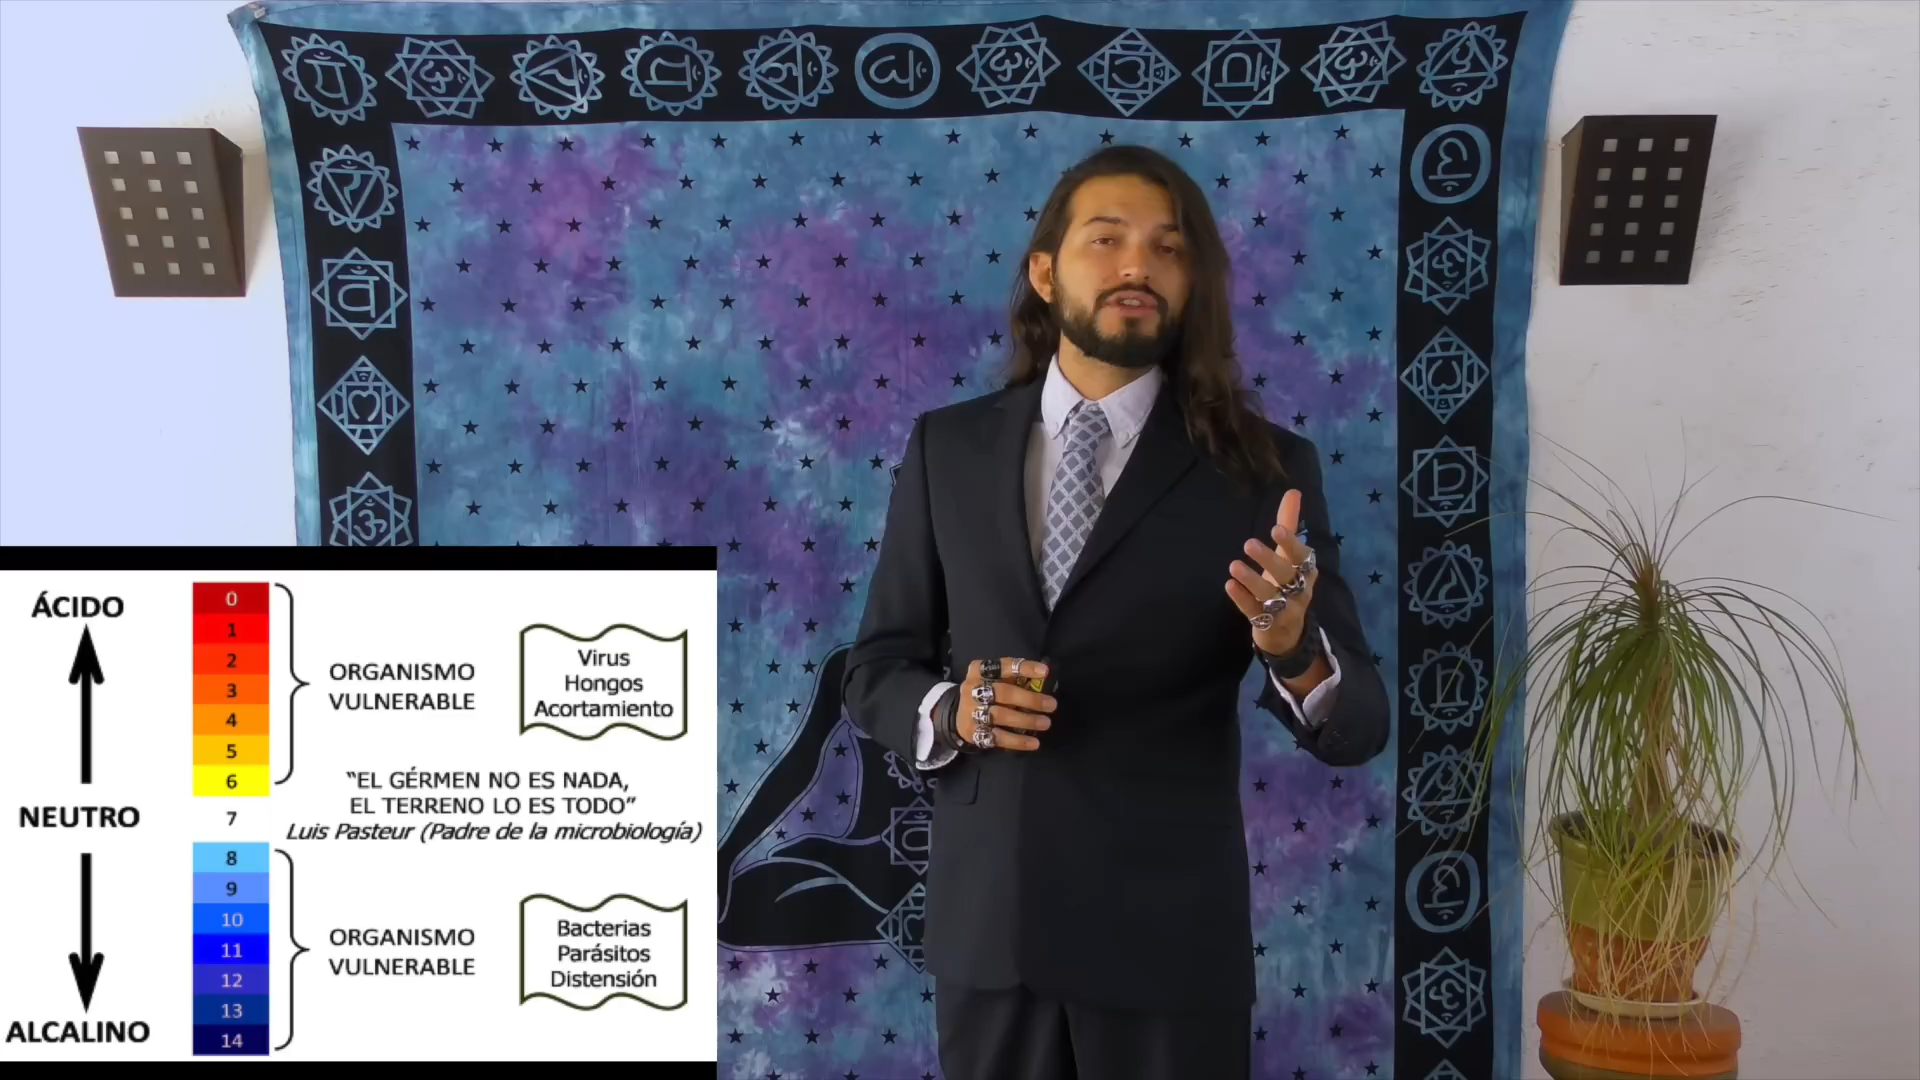 ÁCIDO
NEUTRO
ALCALINO
0
1
2
3
4
5
6
7
8
9
10
11
12
13
14
ORGANISMO
VULNERABLE
Virus
Hongos
Acortamiento
“EL GÉRMEN NO ES NADA,
EL TERRENO LO ES TODO”
Luis Pasteur (Padre de la microbiología)
ORGANISMO
VULNERABLE
Bacterias
Parásitos
Distensión